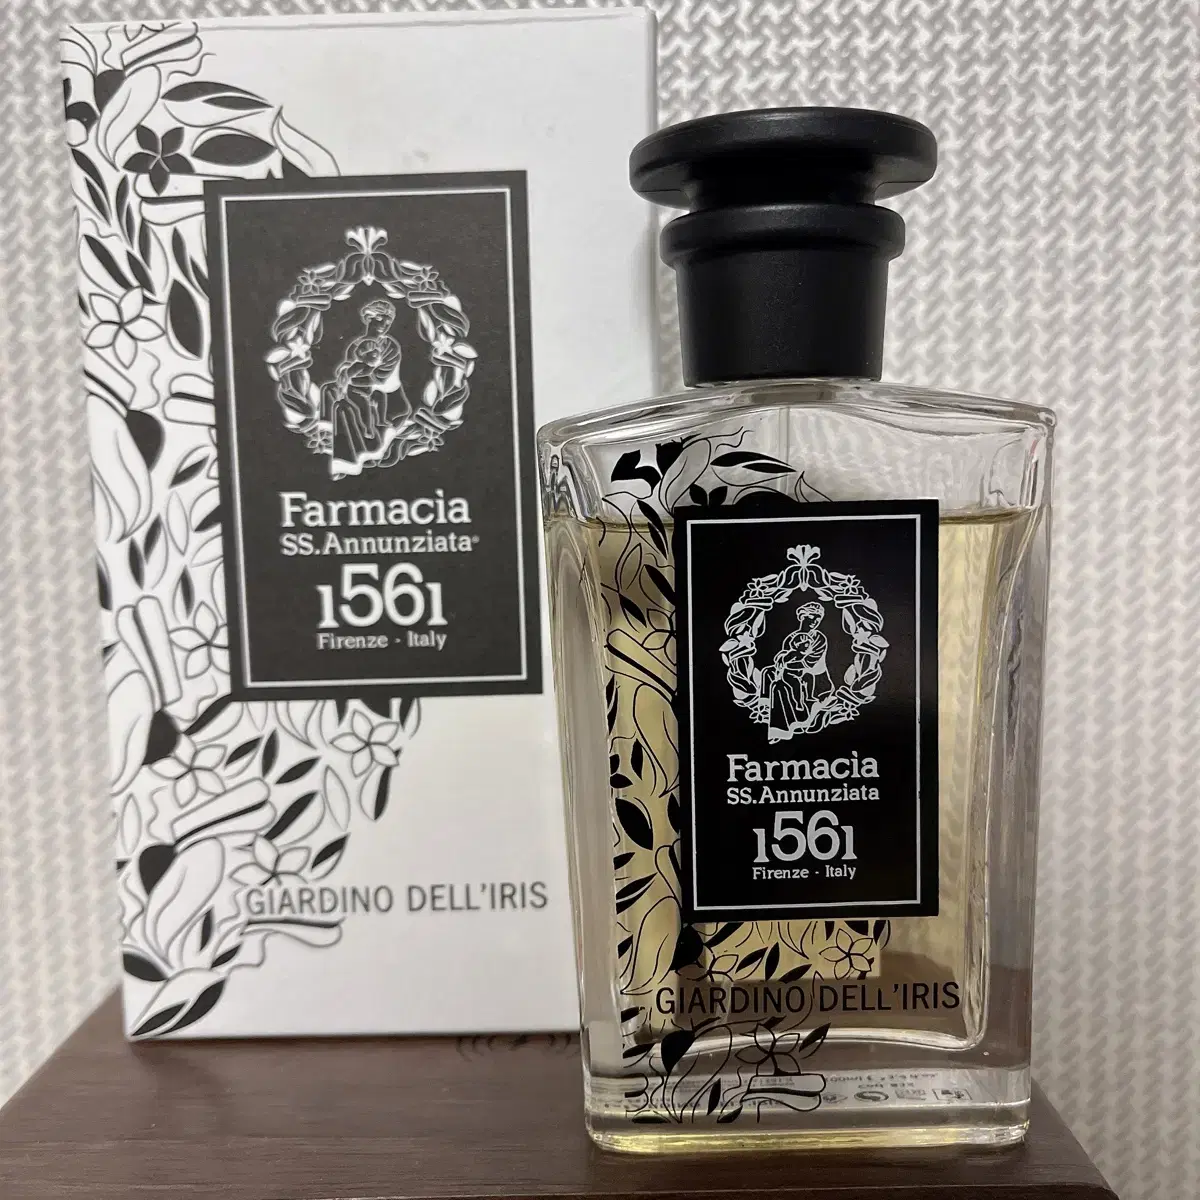 Farmacia
SS.Annunziata®
1561
Firenze - Italy
GIARDINO DELL'IRIS
Farmacia
SS.Annunziata
1561
Firenze - Italy
GIARDINO DELL'IRIS